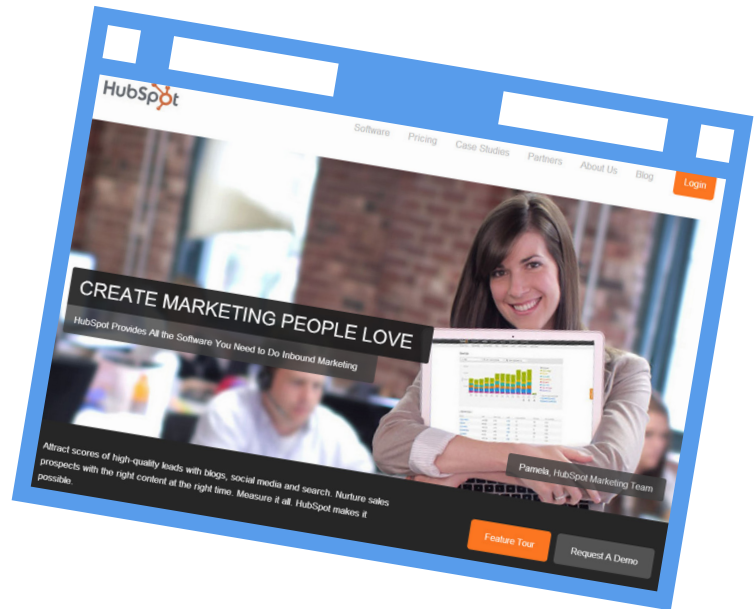 HubSpot
Software Pricing Case Studies Partners About Us Blog Login
CREATE MARKETING PEOPLE LOVE
HubSpot Provides All the Software You Need to Do Inbound Marketing
Pamela, HubSpot Marketing Team
Attract scores of high-quality leads with blogs, social media and search. Nurture sales
prospects with the right content at the right time. Measure it all. HubSpot makes it
possible.
Feature Tour
Request A Demo